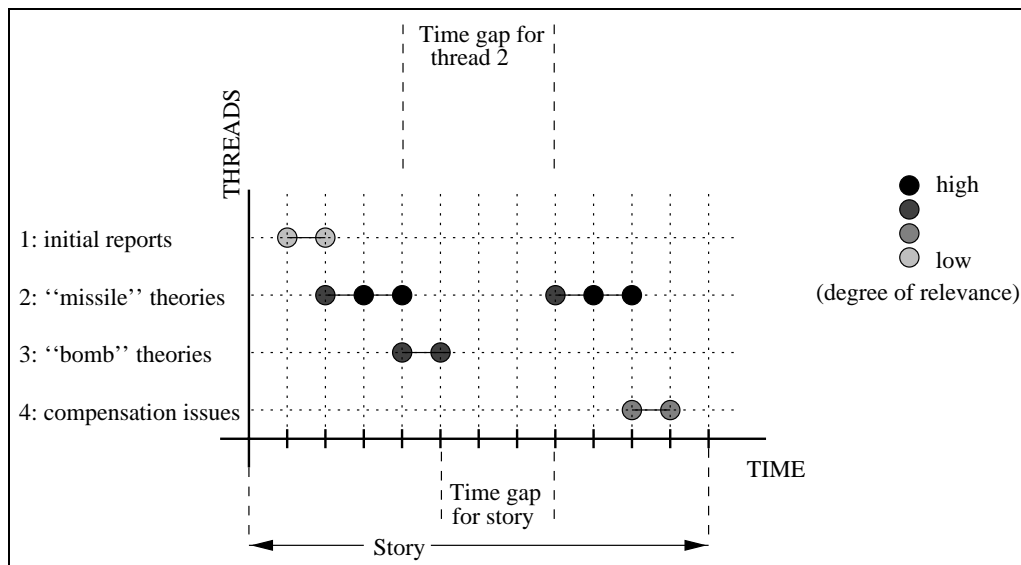 Time gap for
thread 2
THREADS
high
low
(degree of relevance)
1: initial reports
2: ‘‘missile’’ theories
3: ‘‘bomb’’ theories
4: compensation issues
TIME
Time gap
for story
Story